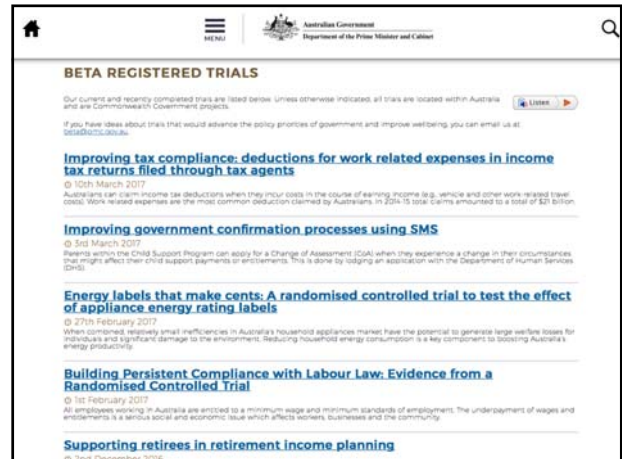 MENU
Australian Government
Department of the Prime Minister and Cabinet
BETA REGISTERED TRIALS
Our current and recently completed trials are listed below. Unless otherwise indicated, all trials are located within Australia
and are Commonwealth Government projects.
Listen
If you have ideas about trials that would advance the policy priorities of government and improve wellbeing, you can email us at
beta@pmc.gov.au.
Improving tax compliance: deductions for work related expenses in income
tax returns filed through tax agents
10th March 2017
Australians can claim income tax deductions when they incur costs in the course of earning income (e.g., vehicle and other work-related travel
costs). Work related expenses are the most common deduction claimed by Australians. In 2014-15 total claims amounted to a total of $21 billion.
Improving government confirmation processes using SMS
3rd March 2017
Parents within the Child Support Program can apply for a Change of Assessment (CoA) when they experience a change in their circumstances
that might affect their child support payments or entitlements. This is done by lodging an application with the Department of Human Services
(DHS).
Energy labels that make cents: A randomised controlled trial to test the effect
of appliance energy rating labels
27th February 2017
When combined, relatively small inefficiencies in Australia's household appliances market have the potential to generate large welfare losses for
individuals and significant damage to the environment. Reducing household energy consumption is a key component to boosting Australia's
energy productivity.
Building Persistent Compliance with Labour Law: Evidence from a
Randomised Controlled Trial
1st February 2017
All employees working in Australia are entitled to a minimum wage and minimum standards of employment. The underpayment of wages and
entitlements is a serious social and economic issue which affects workers, businesses and the community.
Supporting retirees in retirement income planning
2nd December 2016